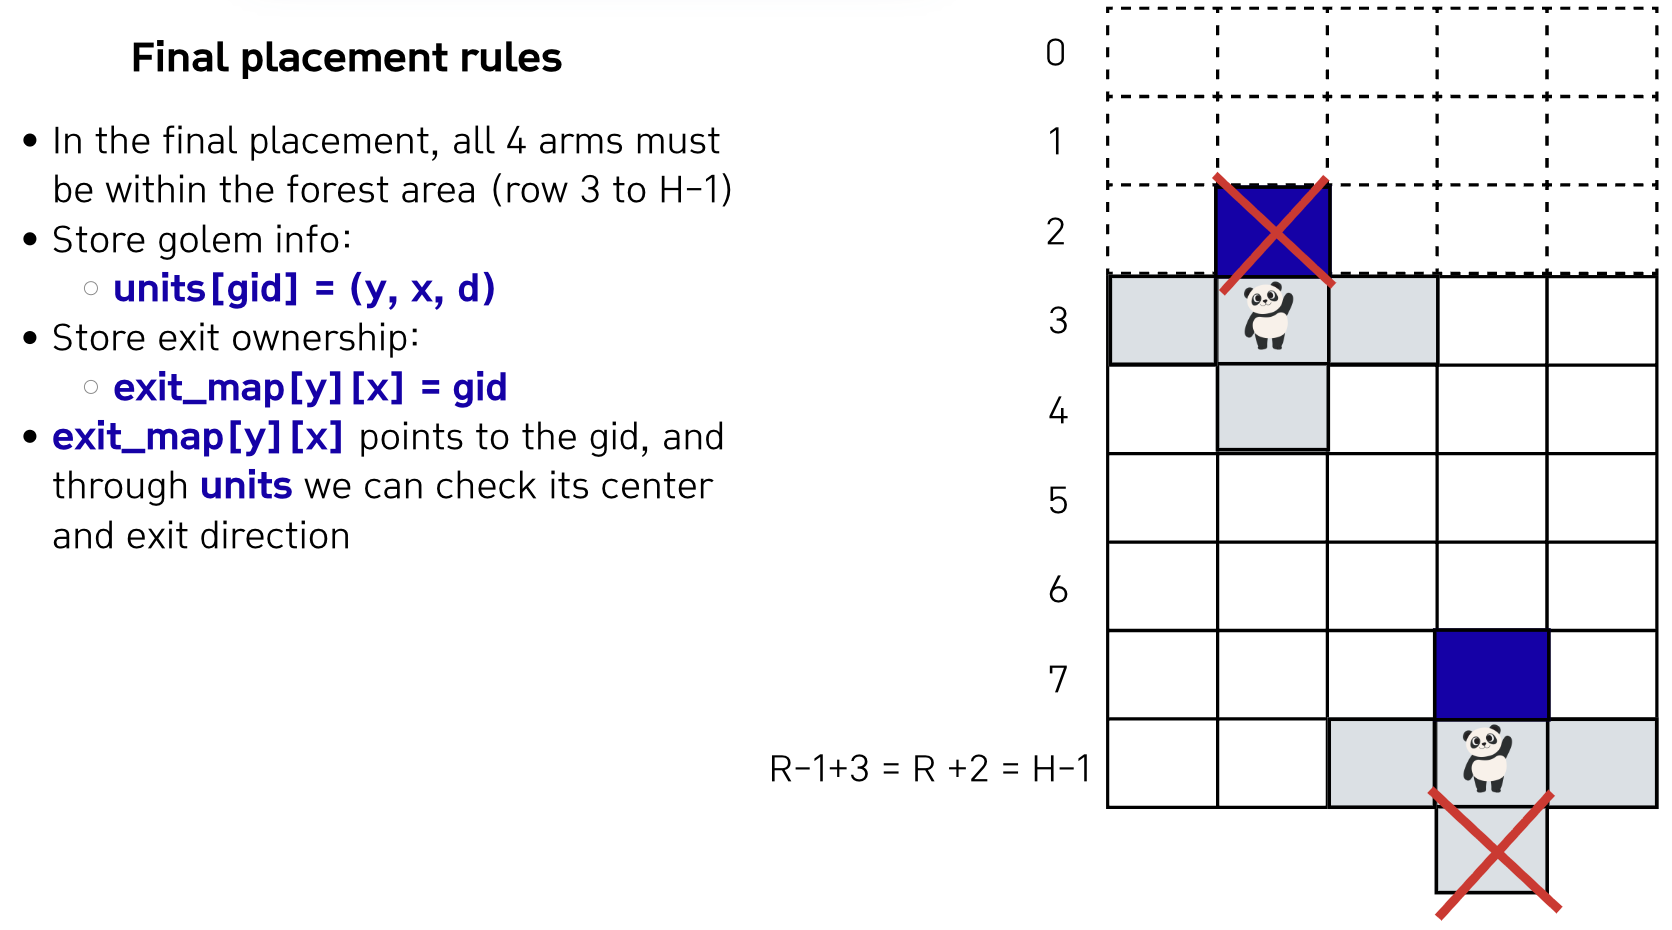 Final placement rules
• In the final placement, all 4 arms must
be within the forest area (row 3 to H-1)
• Store golem info:
○ units[gid] = (y, x, d)
• Store exit ownership:
○ exit_map[y][x] = gid
• exit_map[y][x] points to the gid, and
through units we can check its center
and exit direction
0
1
2
3
4
5
6
7
R-1+3 = R +2 = H-1